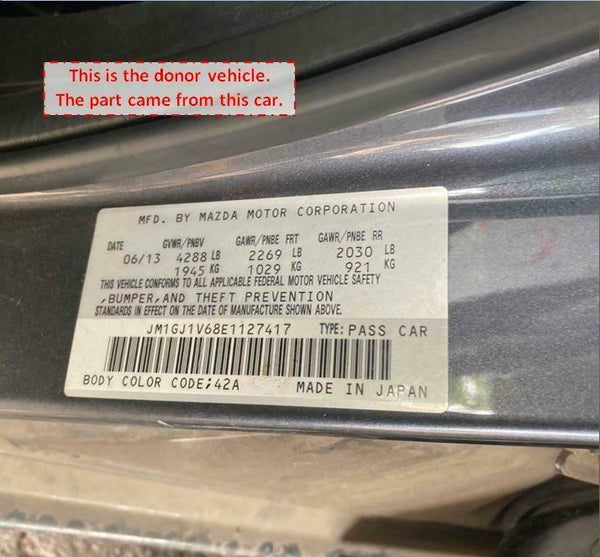 This is the donor vehicle.
The part came from this car.
MFD. BY MAZDA MOTOR CORPORATION
DATE GVWR/PNBV GAWR/PNBE FRT GAWR/PNBE RR
06/13 4288 LB 2269 LB 2030 LB
1945 KG 1029 KG 921 KG
THIS VEHICLE CONFORMS TO ALL APPLICABLE FEDERAL MOTOR VEHICLE SAFETY
,BUMPER,AND THEFT PREVENTION
STANDARDS IN EFFECT ON THE DATE OF MANUFACTURE SHOWN ABOVE.
JM1GJ1V68E1127417 TYPE: PASS CAR
BODY COLOR CODE;42A MADE IN JAPAN